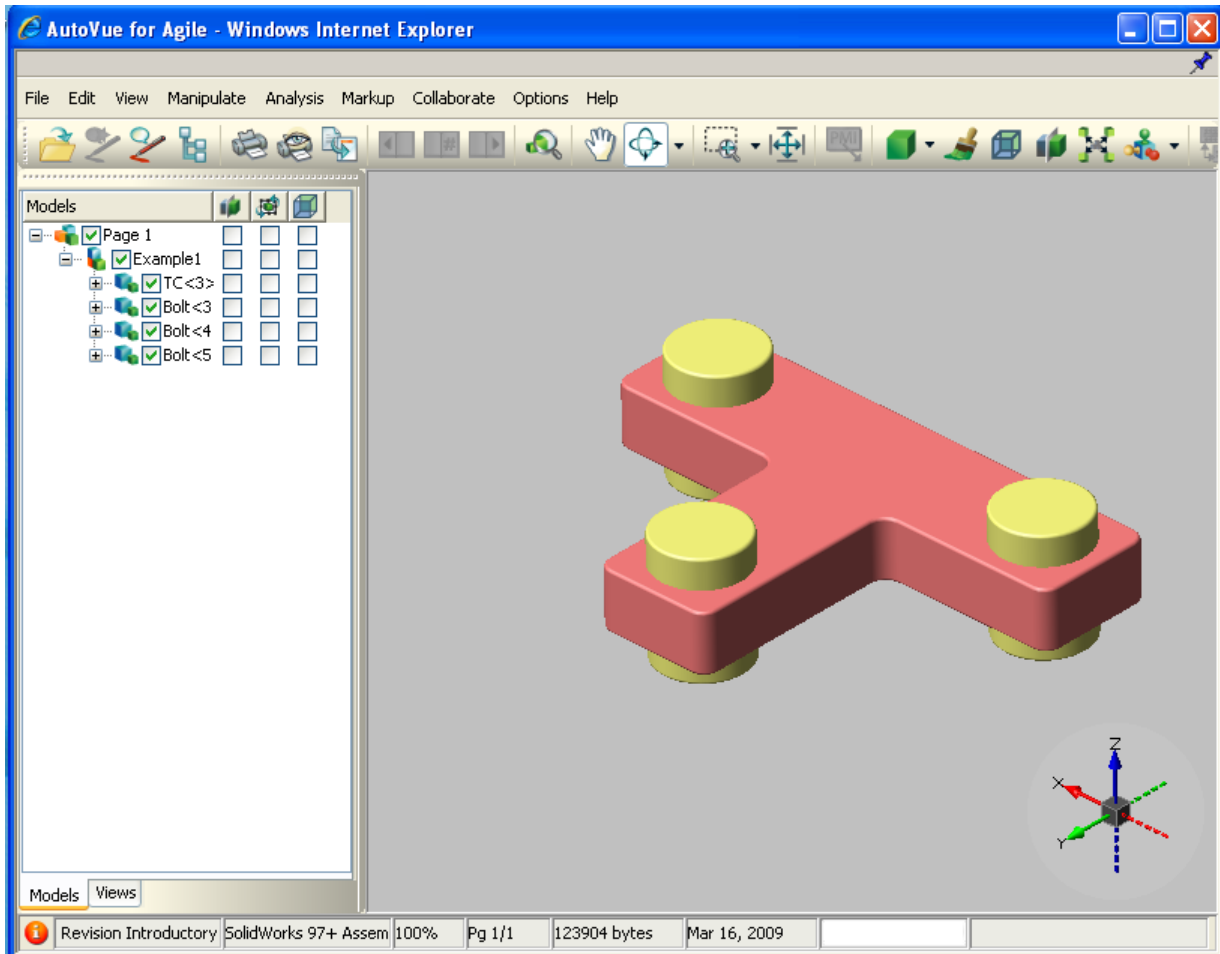 AutoVue for Agile - Windows Internet Explorer
File Edit View Manipulate Analysis Markup Collaborate Options Help
#
PMI
Models
Page 1
Example1
TC<3>
Bolt<3
Bolt<4
Bolt<5
Z
X
Y
Models Views
Revision Introductory SolidWorks 97+ Assem 100% Pg 1/1 123904 bytes Mar 16, 2009